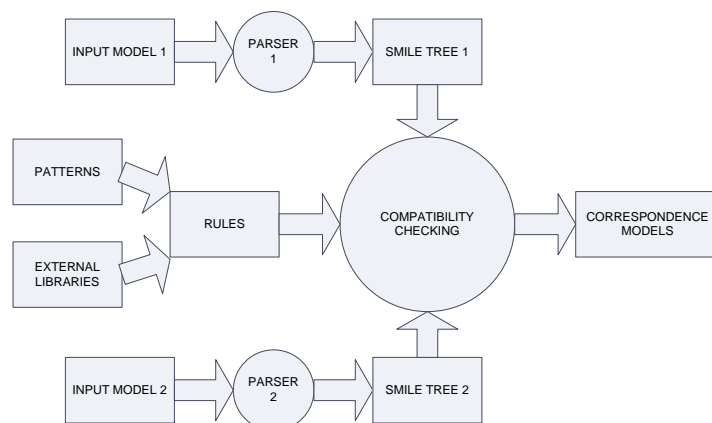 INPUT MODEL 1
PARSER
1
SMILE TREE 1
PATTERNS
RULES
EXTERNAL
LIBRARIES
COMPATIBILITY
CHECKING
CORRESPONDENCE
MODELS
INPUT MODEL 2
PARSER
2
SMILE TREE 2